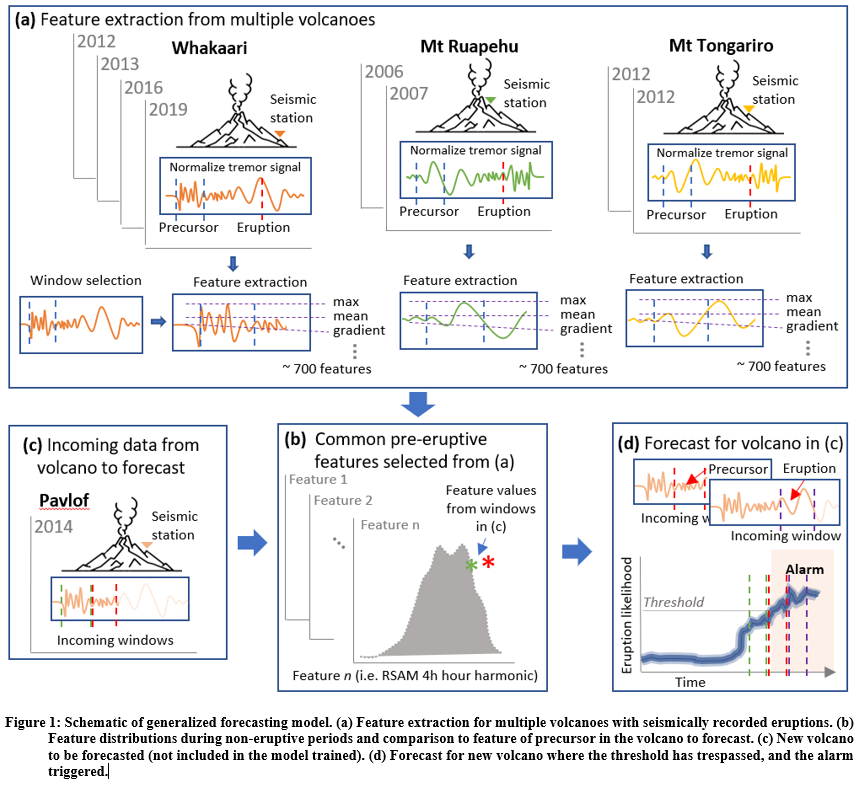 (a) Feature extraction from multiple volcanoes
2012
2013
2016
2019
Whakaari
Seismic
station
Normalize tremor signal
Precursor
Eruption
2006
2007
Mt Ruapehu
Seismic
station
Normalize tremor signal
Precursor
Eruption
2012
2012
Mt Tongariro
Seismic
station
Normalize tremor signal
Precursor
Eruption
Window selection
Feature extraction
max
mean
gradient
~ 700 features
Feature extraction
max
mean
gradient
~ 700 features
Feature extraction
max
mean
gradient
~ 700 features
(c) Incoming data from
volcano to forecast
Pavlof
2014
Seismic
station
Incoming windows
(b) Common pre-eruptive
features selected from (a)
Feature 1
Feature 2
Feature n
Feature values
from windows
in (c)
* *
Feature n (i.e. RSAM 4h hour harmonic)
(d) Forecast for volcano in (c)
Precursor
Eruption
Incoming w
Incoming window
Alarm
Threshold
Eruption likelihood
Time
Figure 1: Schematic of generalized forecasting model. (a) Feature extraction for multiple volcanoes with seismically recorded eruptions. (b)
Feature distributions during non-eruptive periods and comparison to feature of precursor in the volcano to forecast. (c) New volcano
to be forecasted (not included in the model trained). (d) Forecast for new volcano where the threshold has trespassed, and the alarm
triggered.